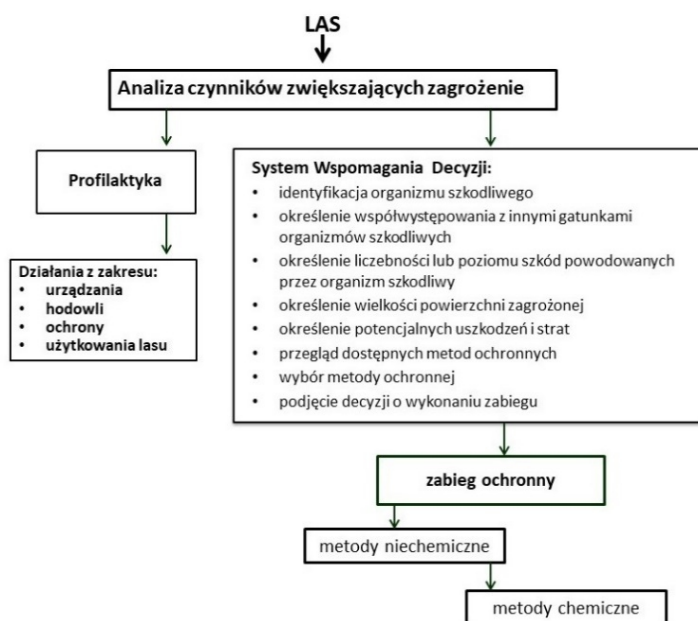 LAS
Analiza czynników zwiększających zagrożenie
Profilaktyka
Działania z zakresu:
• urządzania
• hodowli
• ochrony
• użytkowania lasu
System Wspomagania Decyzji:
• identyfikacja organizmu szkodliwego
• określenie współwystępowania z innymi gatunkami
organizmów szkodliwych
• określenie liczebności lub poziomu szkód powodowanych
przez organizm szkodliwy
• określenie wielkości powierzchni zagrożonej
• określenie potencjalnych uszkodzeń i strat
• przegląd dostępnych metod ochronnych
• wybór metody ochronnej
• podjęcie decyzji o wykonaniu zabiegu
zabieg ochronny
metody niechemiczne
metody chemiczne